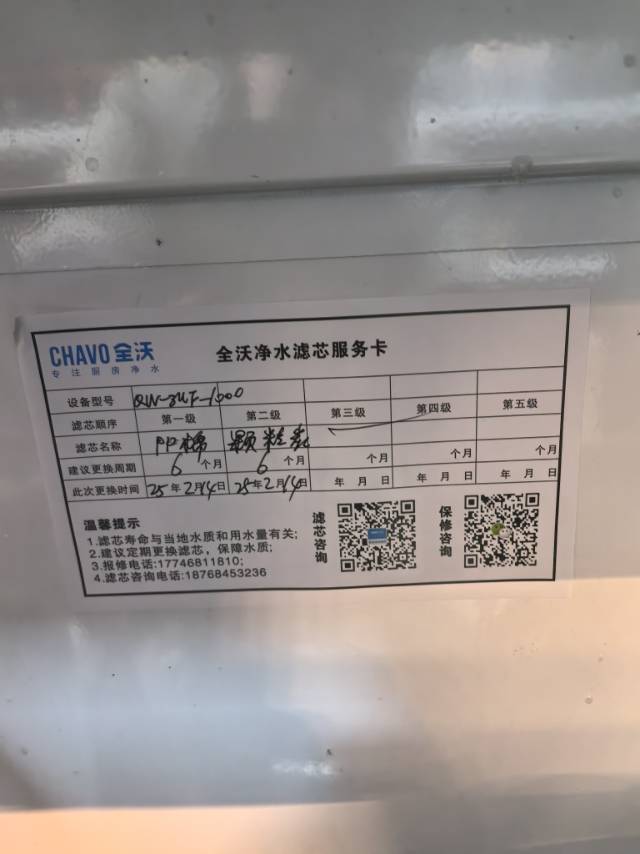 CHAVO全沃
专注厨房净水
全沃净水滤芯服务卡
设备型号 QW-SUF-1000
滤芯顺序 第一级 第二级 第三级 第四级 第五级
滤芯名称 PP棉 颗粒炭
建议更换周期 6个月 6个月 个月 个月 个月
此次更换时间 25年2月14日 25年2月14日 年 月 日 年 月 日 年 月 日
温馨提示
1.滤芯寿命与当地水质和用水量有关;
2.建议定期更换滤芯，保障水质;
3.报修电话:17746811810;
4.滤芯咨询电话:18768453236
滤芯咨询
保修咨询